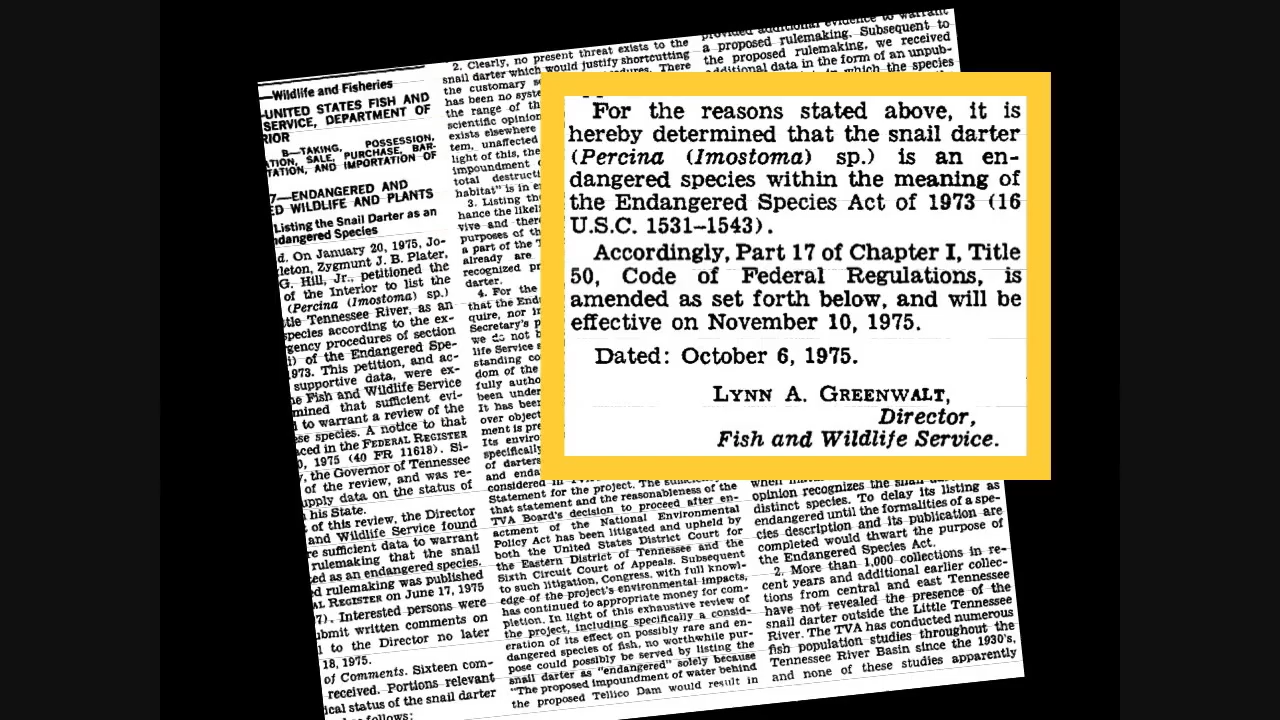 —Wildlife and Fisheries
—UNITED STATES FISH AND
SERVICE, DEPARTMENT OF
RIOR
B—TAKING, POSSESSION,
ATION, SALE, PURCHASE, BAR-
TATION, AND IMPORTATION OF
7—ENDANGERED AND
ED WILDLIFE AND PLANTS
Listing the Snail Darter as an
ndangered Species
d. On January 20, 1975, Jo-
leton, Zygmunt J. B. Plater,
G. Hill, Jr., petitioned the
of the Interior to list the
(Percina (Imostoma) sp.)
tle Tennessee River, as an
species according to the ex-
gency procedures of section
) of the Endangered Spe-
973. This petition, and ac-
supportive data, were ex-
e Fish and Wildlife Service
mined that sufficient evi-
to warrant a review of the
se species. A notice to that
ced in the FEDERAL REGISTER
0, 1975 (40 FR 11618). Si-
, the Governor of Tennessee
of the review, and was re-
upply data on the status of
his State.
of this review, the Director
and Wildlife Service found
re sufficient data to warrant
rulemaking that the snail
ed as an endangered species.
d rulemaking was published
AL REGISTER on June 17, 1975
7). Interested persons were
ubmit written comments on
l to the Director no later
18, 1975.
of Comments. Sixteen com-
received. Portions relevant
ical status of the snail darter
as follows:
2. Clearly, no present threat exists to the
snail darter which would justify shortcutting
the customary
has been no syste
the range of th
scientific opinion
exists elsewhere
tem, unaffected
light of this, the
impoundment
total destructi
habitat" is in e
3. Listing the
hance the likeli
vive and there
purposes of th
a part of the T
already are
recognized pr
darter.
4. For the
that the Enda
quire, nor in
Secretary's p
we do not b
life Service
standing co
dom of the
fully autho
been under
It has been
over object
ment is pre
Its enviro
specifically
of darters
and enda
Statement for the project. The
that statement and the reasonableness of the
TVA Board's decision to proceed after en-
actment of the National Environmental
Policy Act has been litigated and upheld by
both the United States District Court for
the Eastern District of Tennessee and the
Sixth Circuit Court of Appeals. Subsequent
to such litigation, Congress, with full knowl-
edge of the project's environmental impacts,
has continued to appropriate money for com-
pletion. In light of this exhaustive review of
the project, including specifically a consid-
eration of its effect on possibly rare and en-
dangered species of fish, no worthwhile pur-
pose could possibly be served by listing the
snail darter as "endangered" solely because
"The proposed impoundment of water behind
the proposed Tellico Dam would result in
provided additional evidence to warrant
a proposed rulemaking. Subsequent to
the proposed rulemaking, we received
additional data in the form of an unpub-
in which the species
For the reasons stated above, it is
hereby determined that the snail darter
(Percina (Imostoma) sp.) is an en-
dangered species within the meaning of
the Endangered Species Act of 1973 (16
U.S.C. 1531–1543).
Accordingly, Part 17 of Chapter I, Title
50, Code of Federal Regulations, is
amended as set forth below, and will be
effective on November 10, 1975.
Dated: October 6, 1975.
LYNN A. GREENWALT,
Director,
Fish and Wildlife Service.
opinion recognizes the snail
distinct species. To delay its listing as
endangered until the formalities of a spe-
cies description and its publication are
completed would thwart the purpose of
the Endangered Species Act.
2. More than 1,000 collections in re-
cent years and additional earlier collec-
tions from central and east Tennessee
have not revealed the presence of the
snail darter outside the Little Tennessee
River. The TVA has conducted numerous
fish population studies throughout the
Tennessee River Basin since the 1930's,
and none of these studies apparently